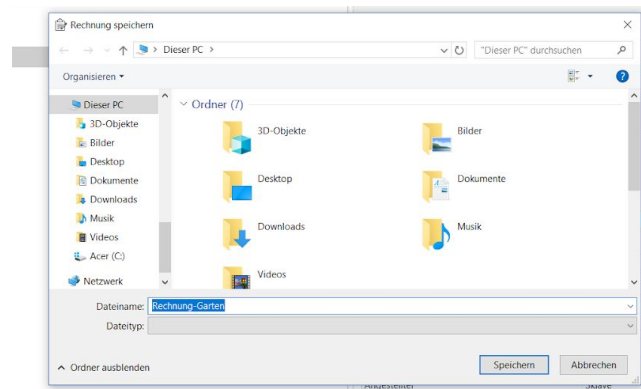 Rechnung speichern
Dieser PC
"Dieser PC" durchsuchen
Organisieren
Dieser PC
3D-Objekte
Bilder
Desktop
Dokumente
Downloads
Musik
Videos
Acer (C:)
Netzwerk
Ordner (7)
3D-Objekte
Bilder
Desktop
Dokumente
Downloads
Musik
Videos
Dateiname: Rechnung-Garten
Dateityp:
Ordner ausblenden
Speichern
Abbrechen